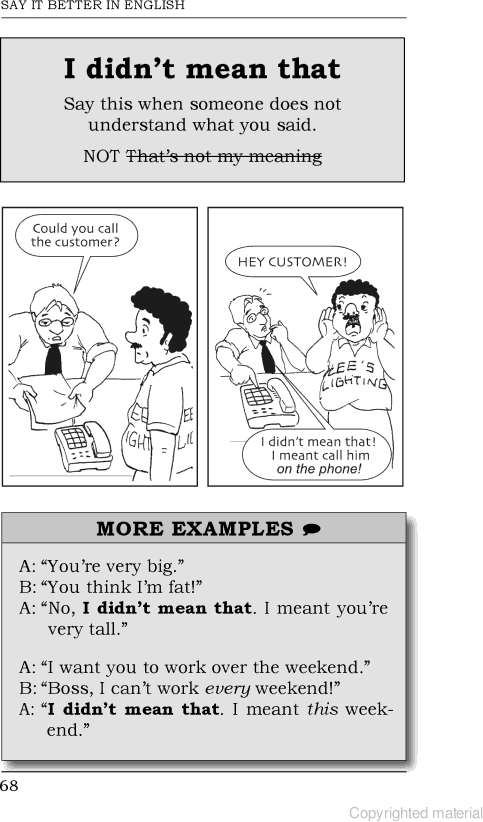 SAY IT BETTER IN ENGLISH
I didn’t mean that
Say this when someone does not
understand what you said.
NOT That’s not my meaning
Could you call
the customer?
HEY CUSTOMER!
EE
IGHT
EE
LI
LEE'S
LIGHTING
I didn’t mean that!
I meant call him
on the phone!
MORE EXAMPLES
A: “You’re very big.”
B: “You think I’m fat!”
A: “No, I didn’t mean that. I meant you’re
very tall.”
A: “I want you to work over the weekend.”
B: “Boss, I can’t work every weekend!”
A: “I didn’t mean that. I meant this week-
end.”
68
Copyrighted material